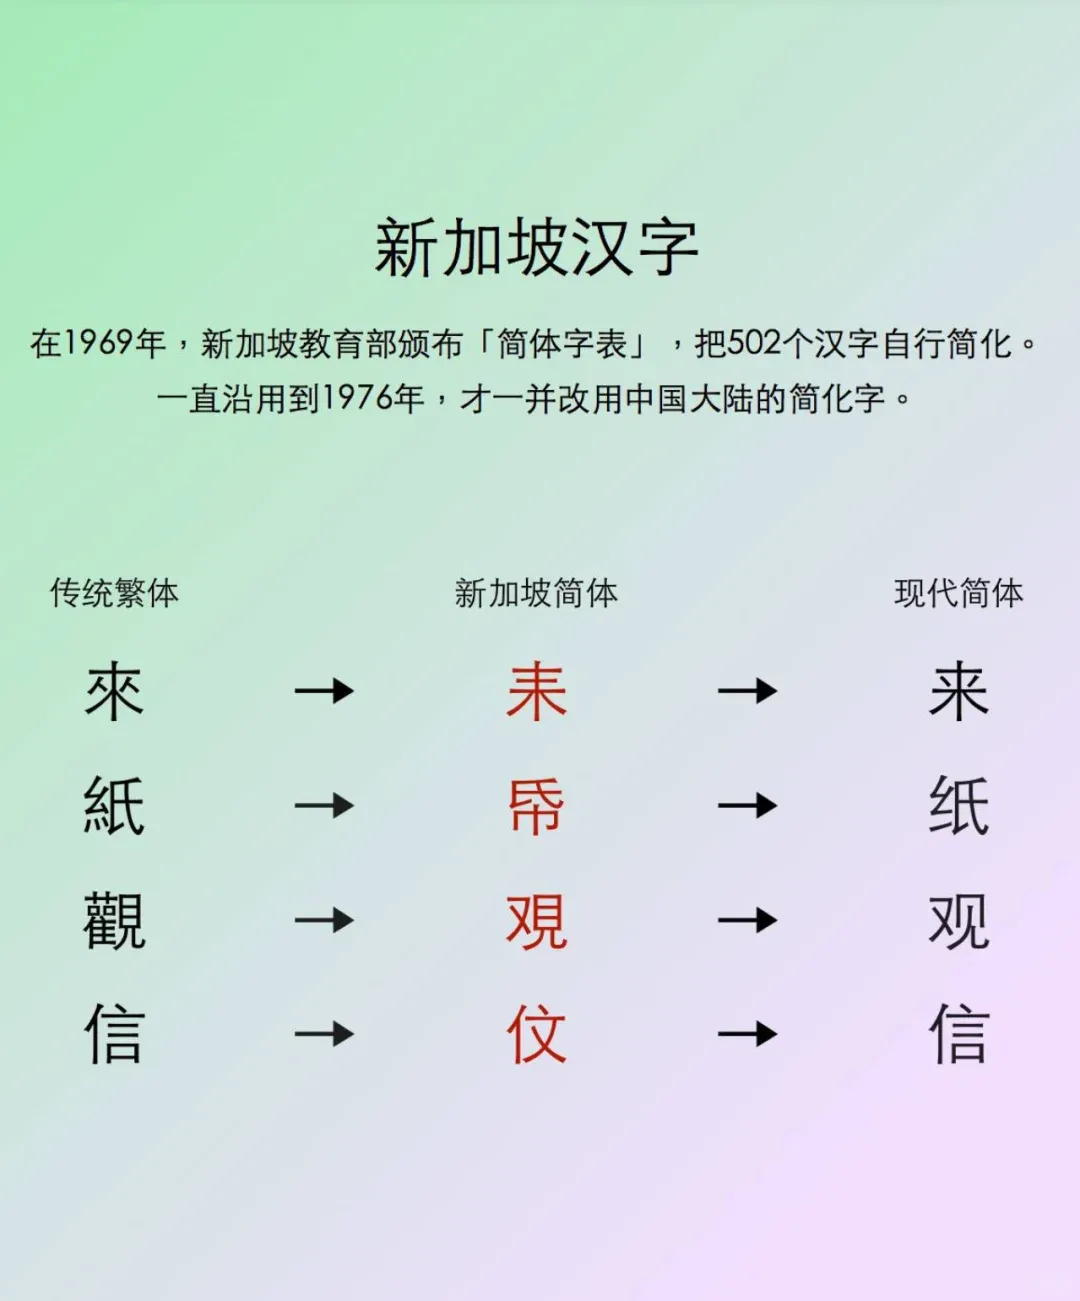 新加坡汉字
在1969年，新加坡教育部颁布「简体字表」，把502个汉字自行简化。
一直沿用到1976年，才一并改用中国大陆的简化字。
传统繁体 新加坡简体 现代简体
來 → 耒 → 来
紙 → 帋 → 纸
觀 → 覌 → 观
信 → 伩 → 信